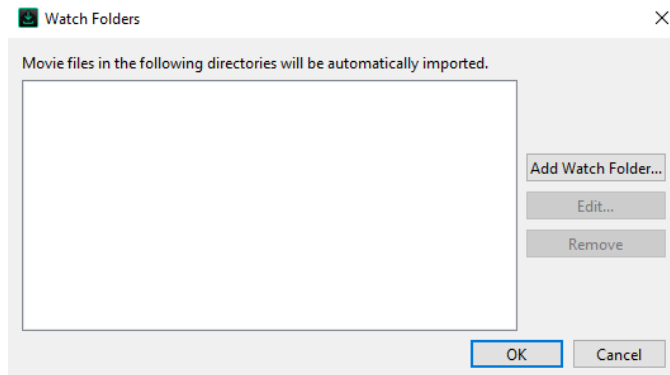 Watch Folders
Movie files in the following directories will be automatically imported.
Add Watch Folder...
Edit...
Remove
OK
Cancel